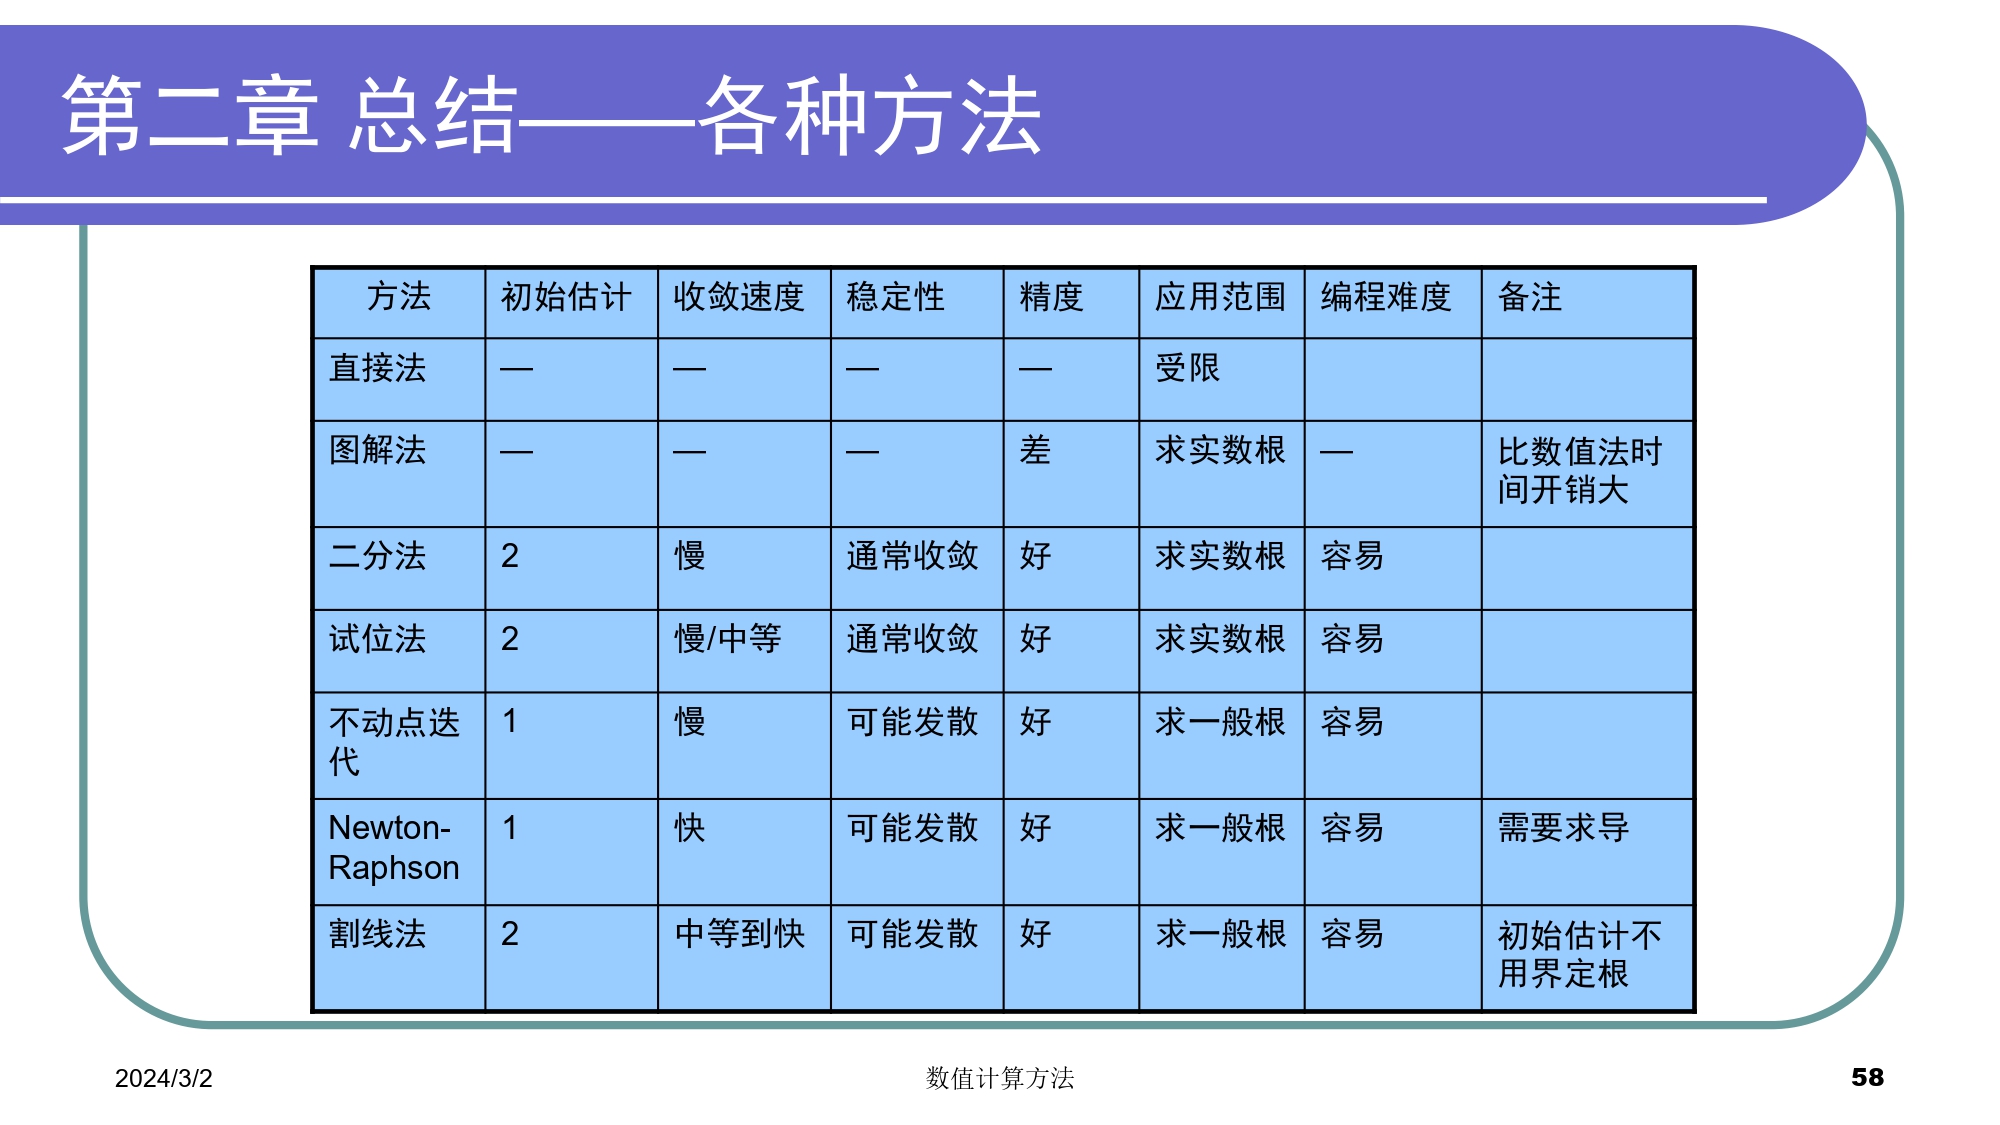 第二章 总结——各种方法
方法 初始估计 收敛速度 稳定性 精度 应用范围 编程难度 备注
直接法 — — — — 受限
图解法 — — — 差 求实数根 — 比数值法时
间开销大
二分法 2 慢 通常收敛 好 求实数根 容易
试位法 2 慢/中等 通常收敛 好 求实数根 容易
不动点迭 1 慢 可能发散 好 求一般根 容易
代
Newton- 1 快 可能发散 好 求一般根 容易 需要求导
Raphson
割线法 2 中等到快 可能发散 好 求一般根 容易 初始估计不
用界定根
2024/3/2 数值计算方法 58